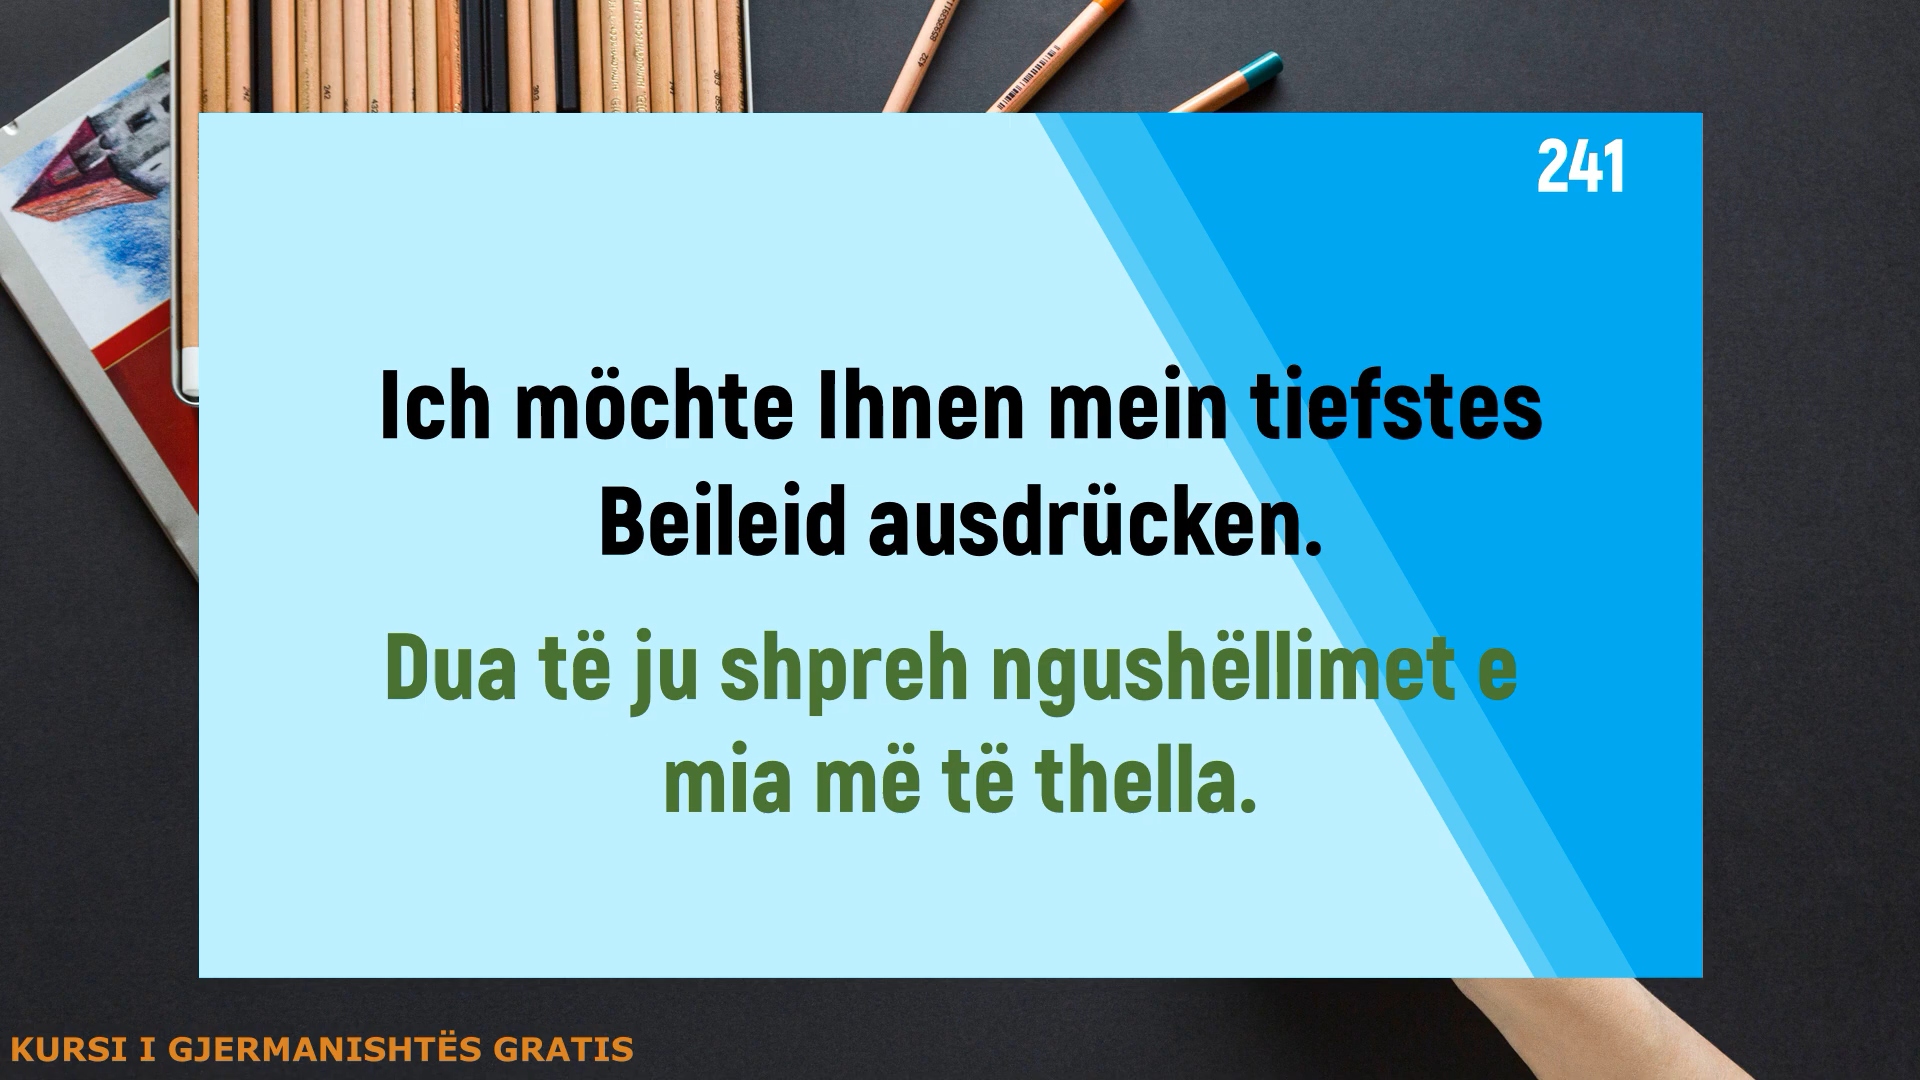 241
Ich möchte Ihnen mein tiefstes
Beileid ausdrücken.
Dua të ju shpreh ngushëllimet e
mia më të thella.
KURSI I GJERMANISHTËS GRATIS